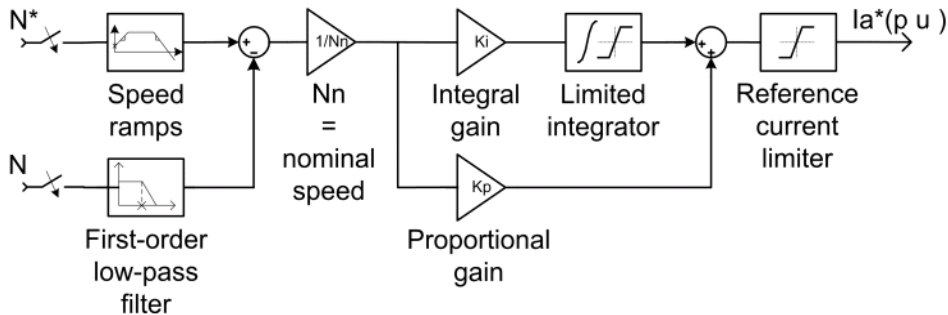 N*
Ia*(p u )
+
-
1/Nn
Ki
+
+
Speed
ramps
Nn
=
nominal
speed
Integral
gain
Limited
integrator
Reference
current
limiter
N
Kp
First-order
low-pass
filter
Proportional
gain